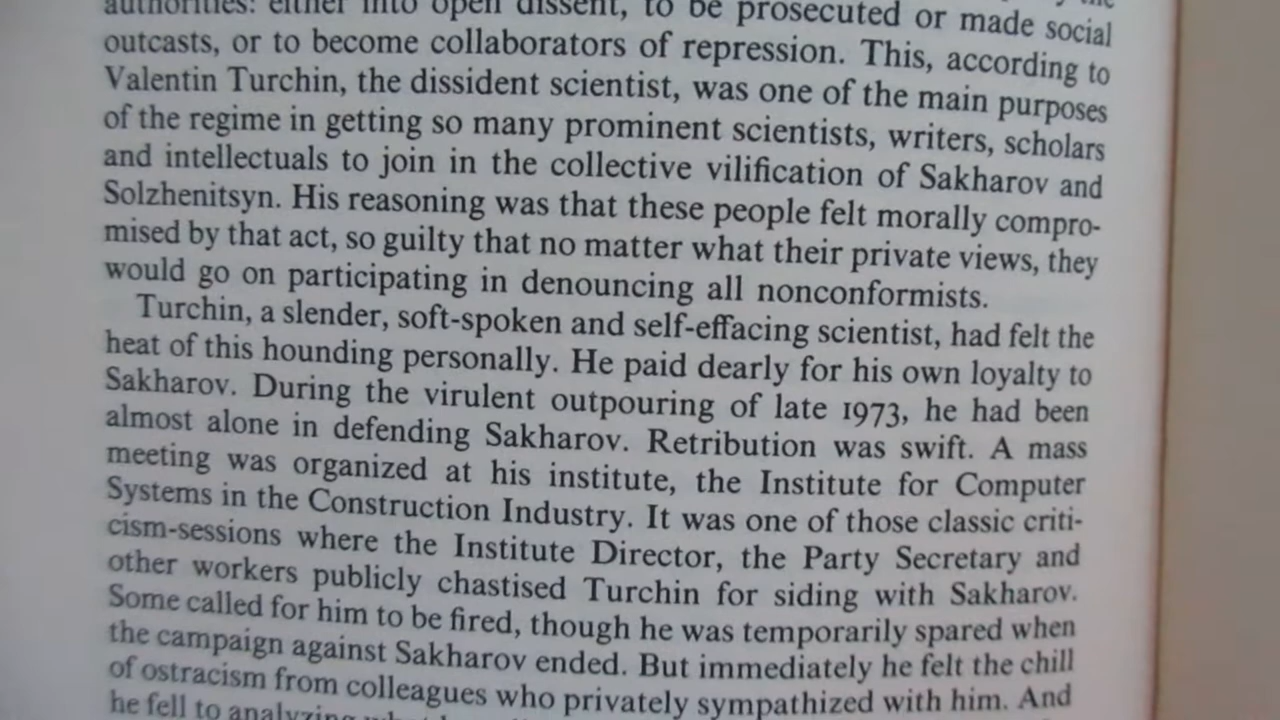 authorities: either into open dissent, to be prosecuted or made social
outcasts, or to become collaborators of repression. This, according to
Valentin Turchin, the dissident scientist, was one of the main purposes
of the regime in getting so many prominent scientists, writers, scholars
and intellectuals to join in the collective vilification of Sakharov and
Solzhenitsyn. His reasoning was that these people felt morally compro-
mised by that act, so guilty that no matter what their private views, they
would go on participating in denouncing all nonconformists.
Turchin, a slender, soft-spoken and self-effacing scientist, had felt the
heat of this hounding personally. He paid dearly for his own loyalty to
Sakharov. During the virulent outpouring of late 1973, he had been
almost alone in defending Sakharov. Retribution was swift. A mass
meeting was organized at his institute, the Institute for Computer
Systems in the Construction Industry. It was one of those classic criti-
cism-sessions where the Institute Director, the Party Secretary and
other workers publicly chastised Turchin for siding with Sakharov.
Some called for him to be fired, though he was temporarily spared when
the campaign against Sakharov ended. But immediately he felt the chill
of ostracism from colleagues who privately sympathized with him. And
he fell to analyzing what